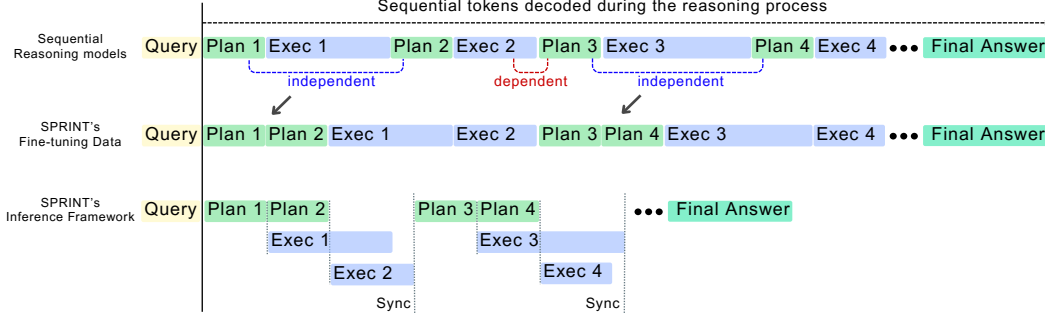 Sequential tokens decoded during the reasoning process
Sequential
Reasoning models
Query Plan 1 Exec 1 Plan 2 Exec 2 Plan 3 Exec 3 Plan 4 Exec 4 ••• Final Answer
independent dependent independent
SPRINT's
Fine-tuning Data
Query Plan 1 Plan 2 Exec 1 Exec 2 Plan 3 Plan 4 Exec 3 Exec 4 ••• Final Answer
SPRINT's
Inference Framework
Query Plan 1 Plan 2 Plan 3 Plan 4 ••• Final Answer
Exec 1 Exec 3
Exec 2 Exec 4
Sync Sync